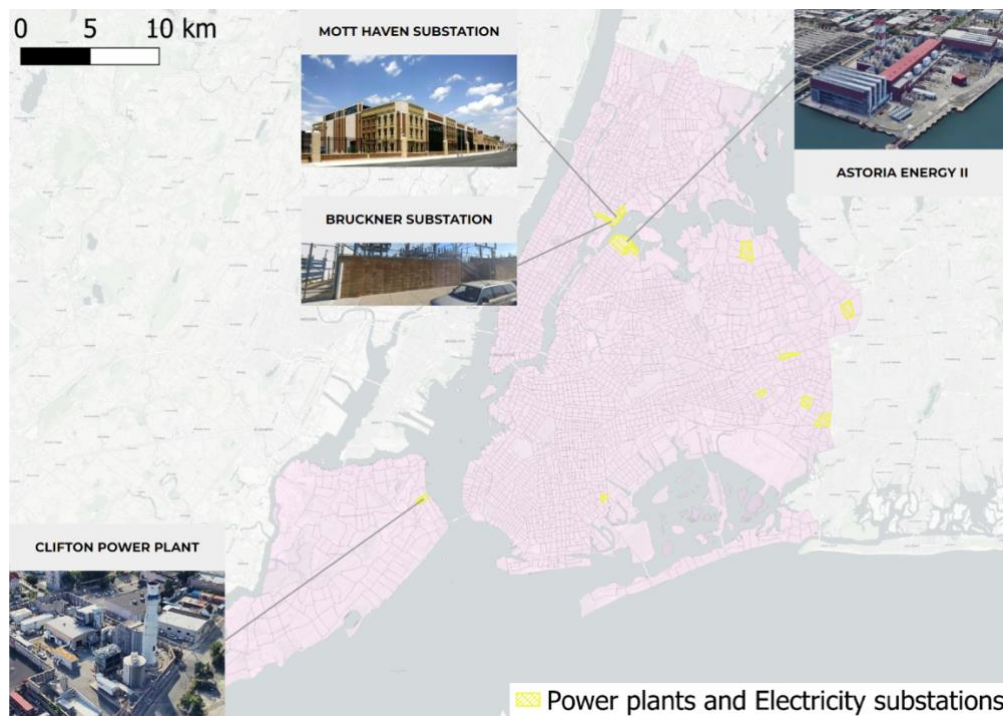 0 5 10 km
MOTT HAVEN SUBSTATION
ASTORIA ENERGY II
BRUCKNER SUBSTATION
CLIFTON POWER PLANT
Power plants and Electricity substations